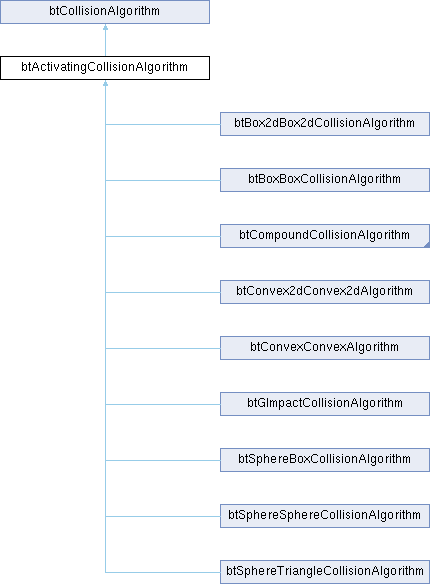 btCollisionAlgorithm
btActivatingCollisionAlgorithm
btBox2dBox2dCollisionAlgorithm
btBoxBoxCollisionAlgorithm
btCompoundCollisionAlgorithm
btConvex2dConvex2dAlgorithm
btConvexConvexAlgorithm
btGImpactCollisionAlgorithm
btSphereBoxCollisionAlgorithm
btSphereSphereCollisionAlgorithm
btSphereTriangleCollisionAlgorithm